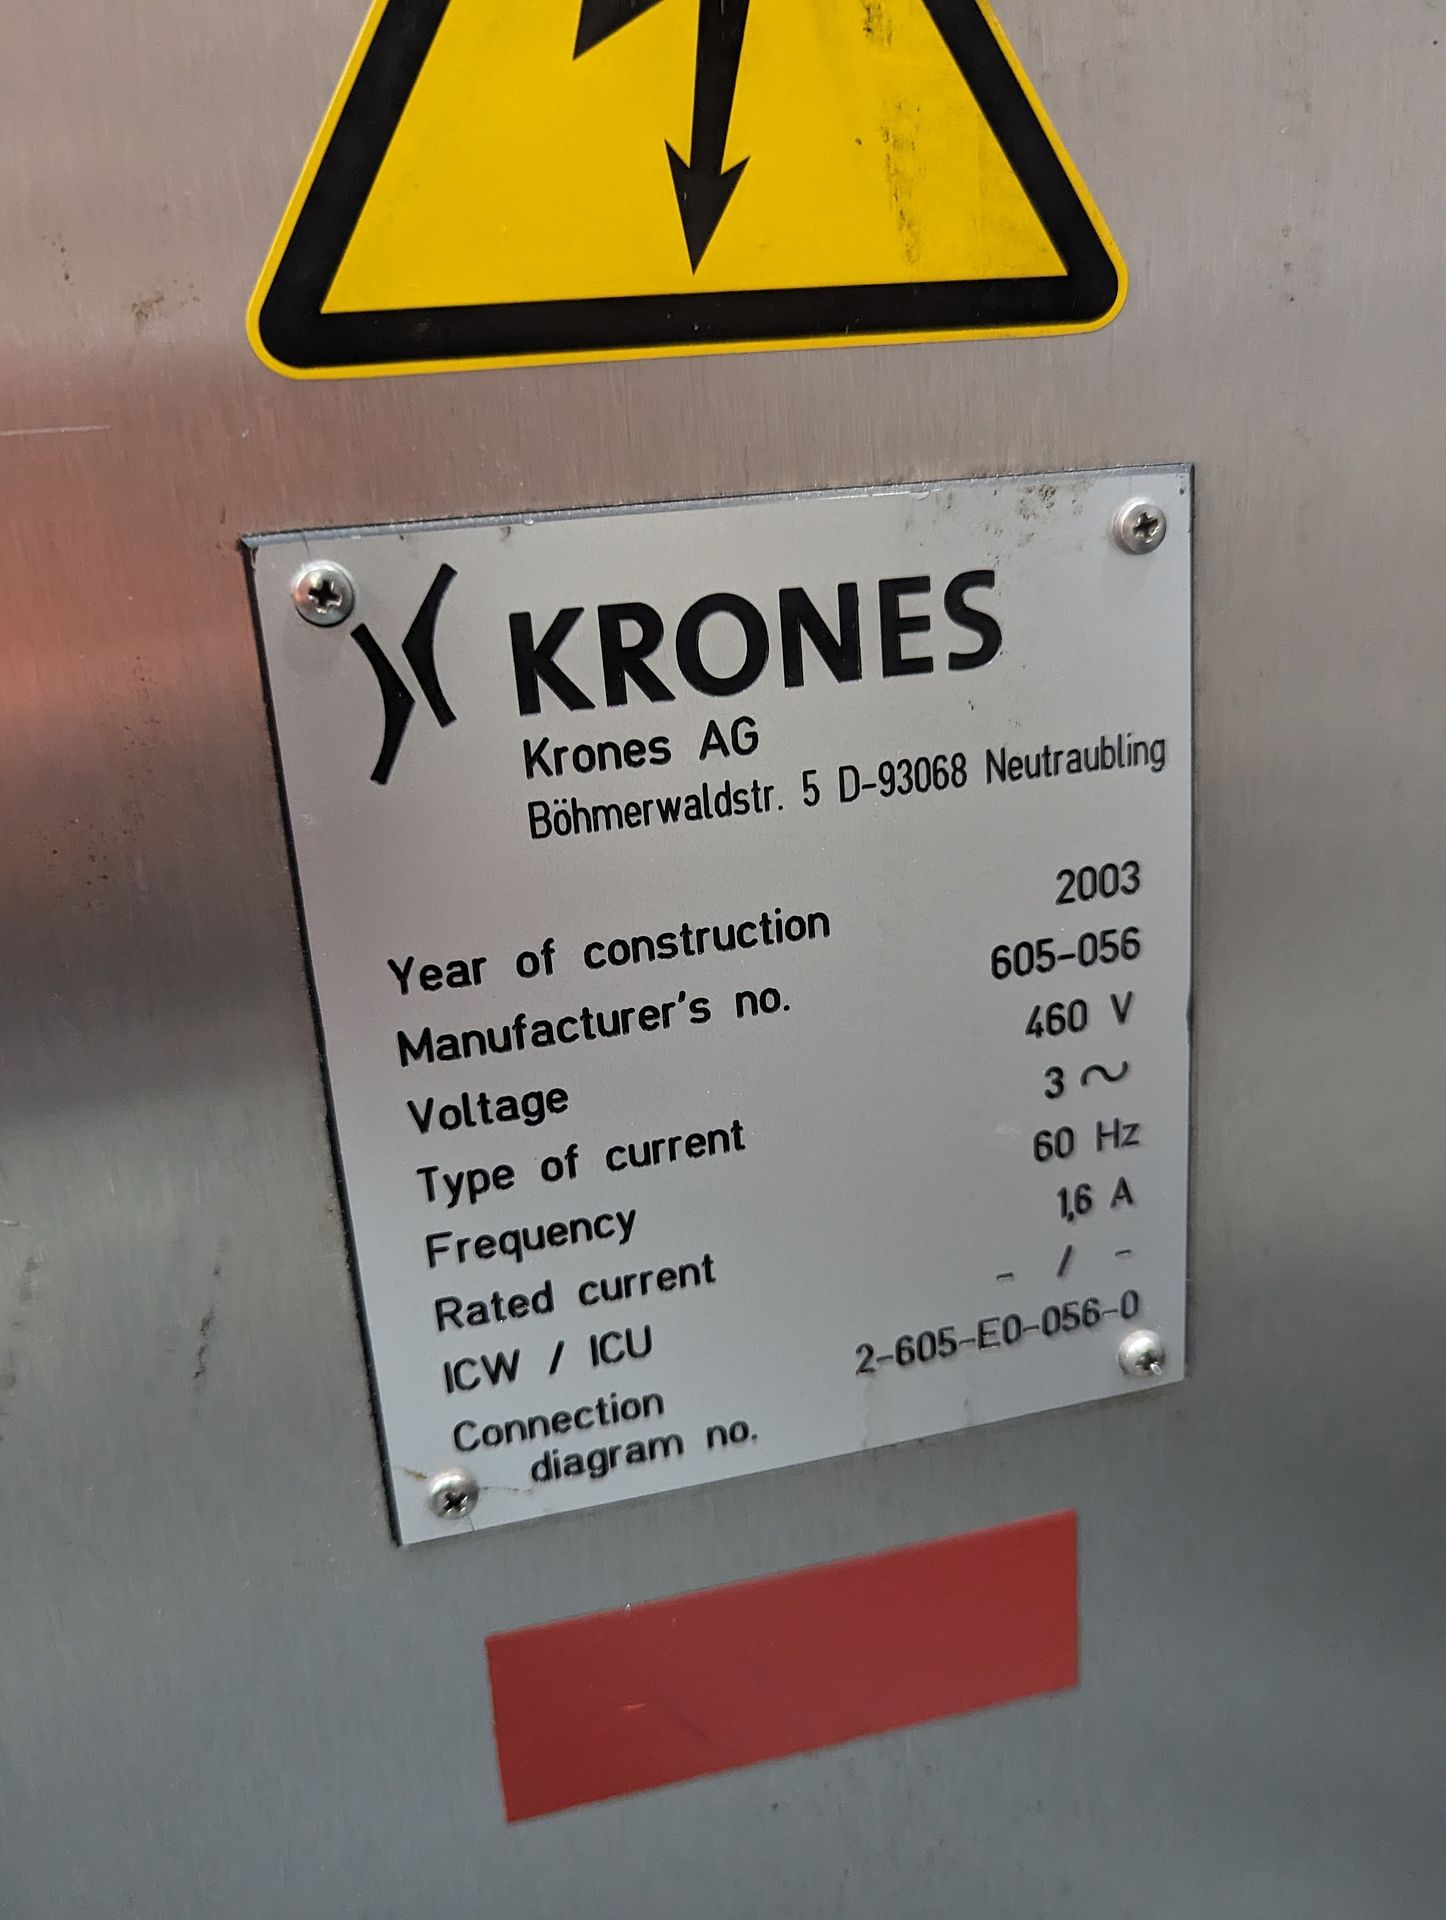 KRONES
Krones AG
Böhmerwaldstr. 5 D-93068 Neutraubling
Year of construction 2003
Manufacturer's no. 605-056
Voltage 460 V
Type of current 3 ~
Frequency 60 Hz
Rated current 1,6 A
ICW / ICU - / -
Connection 2-605-E0-056-0
diagram no.